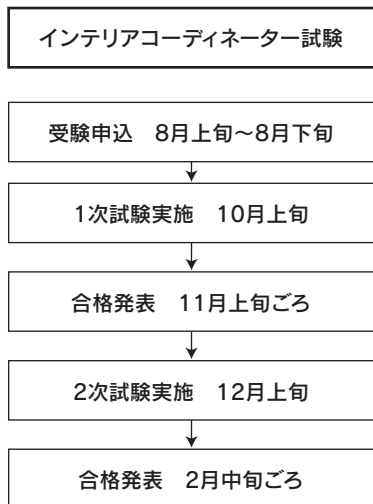 インテリアコーディネーター試験
受験申込　8月上旬～8月下旬
1次試験実施　10月上旬
合格発表　11月上旬ごろ
2次試験実施　12月上旬
合格発表　2月中旬ごろ